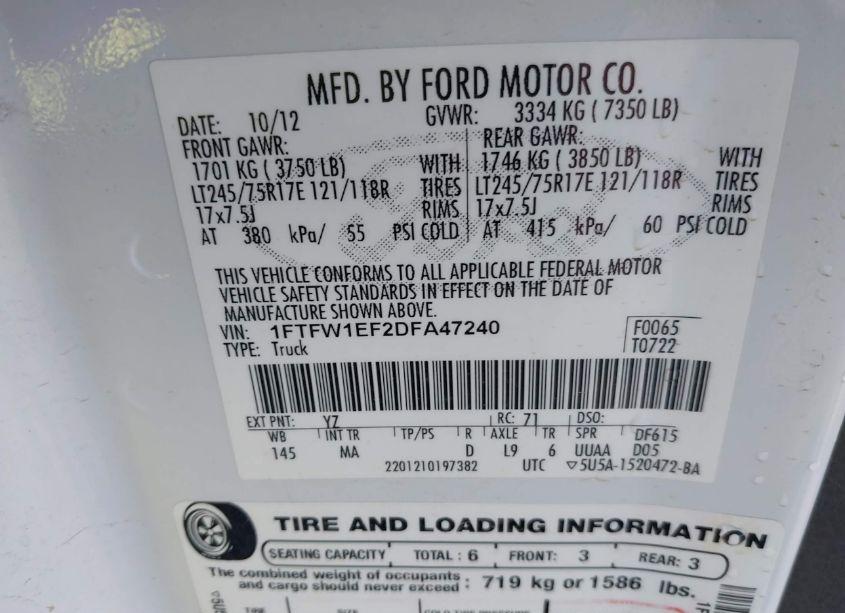 MFD. BY FORD MOTOR CO.
DATE: 10/12 GVWR: 3334 KG ( 7350 LB)
FRONT GAWR: REAR GAWR:
1701 KG ( 3750 LB) WITH 1746 KG ( 3850 LB) WITH
LT245/75R17E 121/118R TIRES LT245/75R17E 121/118R TIRES
17x7.5J RIMS 17x7.5J RIMS
AT 380 kPa/ 55 PSI COLD AT 415 kPa/ 60 PSI COLD
THIS VEHICLE CONFORMS TO ALL APPLICABLE FEDERAL MOTOR
VEHICLE SAFETY STANDARDS IN EFFECT ON THE DATE OF
MANUFACTURE SHOWN ABOVE.
VIN: 1FTFW1EF2DFA47240 F0065
TYPE: Truck T0722
EXT PNT: YZ RC: 71 DSO:
WB INT TR TP/PS R AXLE TR SPR DF615
145 MA D L9 6 UUAA D05
2201210197382 UTC ▽5U5A-1520472-BA
TIRE AND LOADING INFORMATION
SEATING CAPACITY TOTAL : 6 FRONT: 3 REAR: 3
The combined weight of occupants
and cargo should never exceed : 719 kg or 1586 lbs.